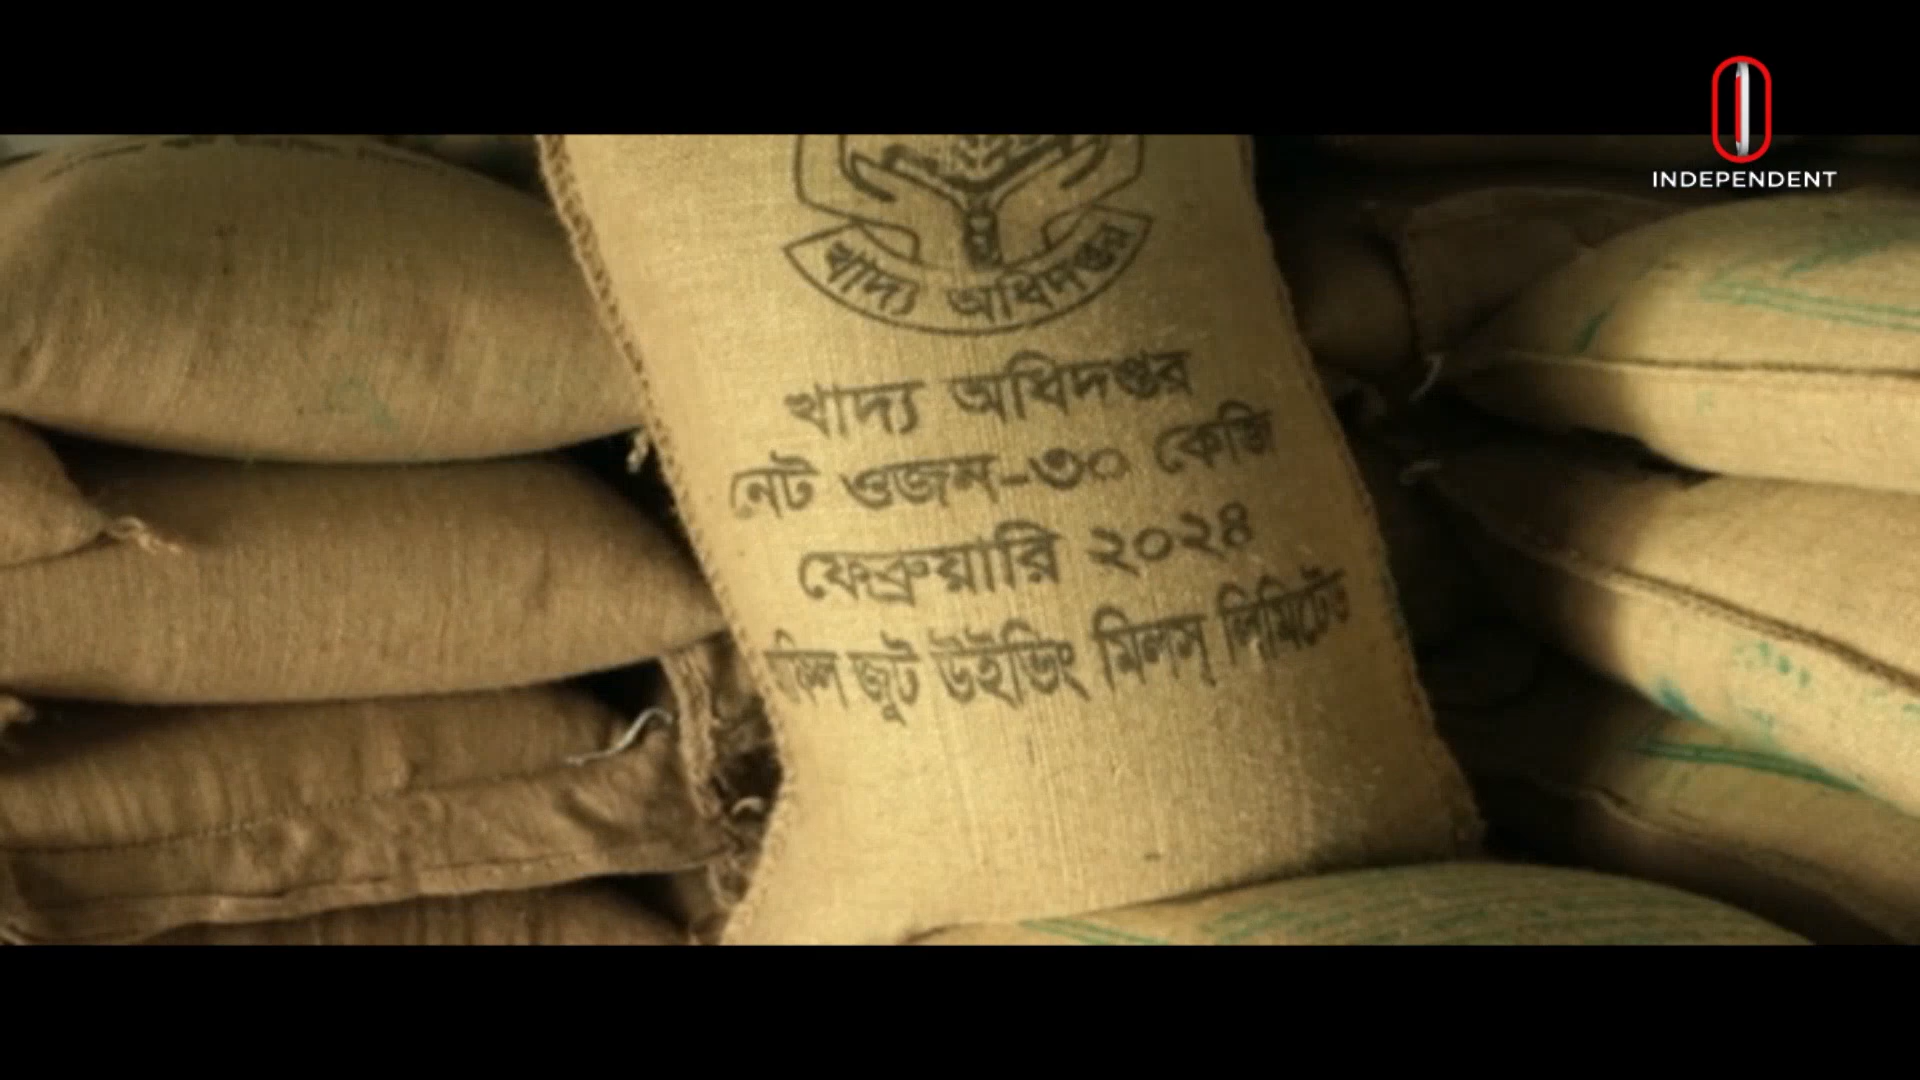 INDEPENDENT
খাদ্য অধিদপ্তর
খাদ্য অধিদপ্তর
নেট ওজন-৩০ কেজি
ফেব্রুয়ারি ২০২৪
জুট উইভিং মিলস্ লিমিটেড